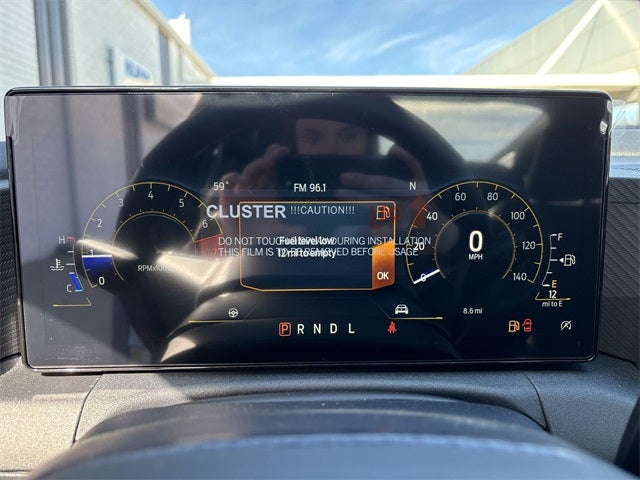 59° FM 96.1 N
CLUSTER !!!CAUTION!!!
DO NOT TOUCH DURING INSTALLATION
THIS FILM IS TO BE REMOVED BEFORE USAGE
Fuel level low
12 mi to empty
OK
0 1 2 3 4 5 6
RPMx1000
H
C
0 20 40 60 80 100 120 140
0
MPH
F
E
12
mi to E
8.6 mi
P R N D L